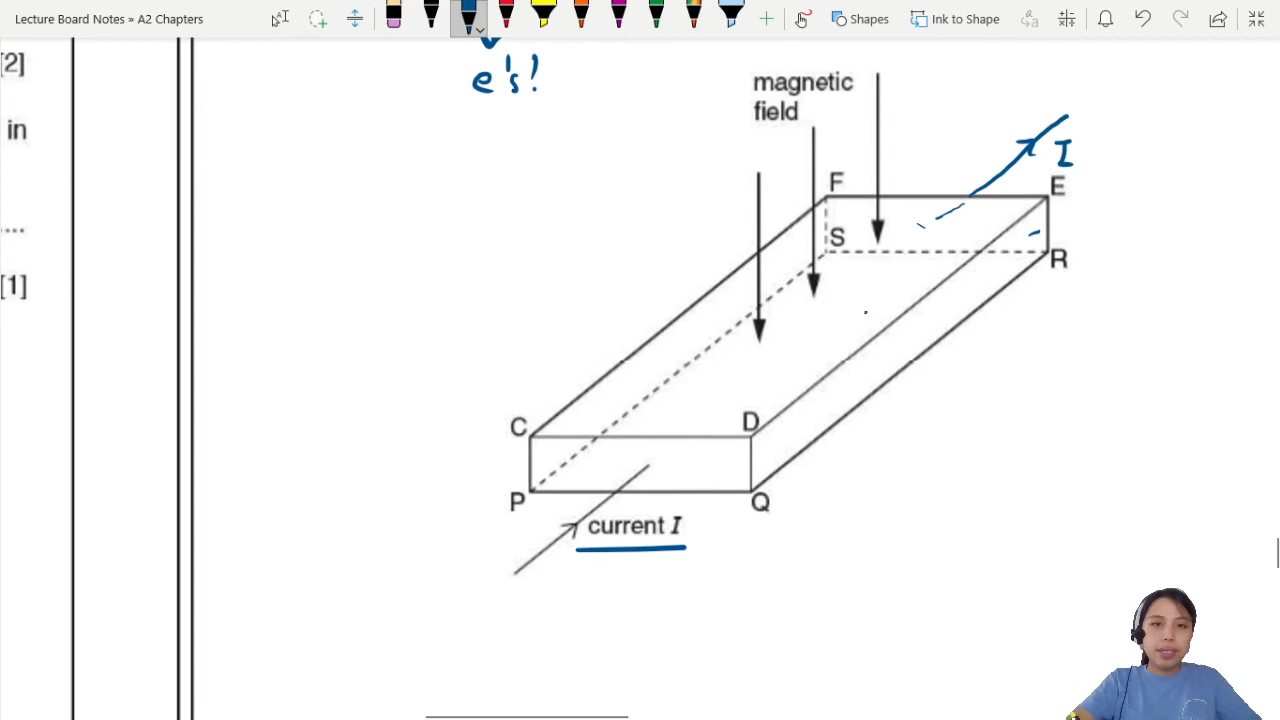 Lecture Board Notes » A2 Chapters
Shapes
Ink to Shape
[2]
in
....
[1]
e's!
magnetic
field
I
F
E
S
R
C
D
P
Q
current I